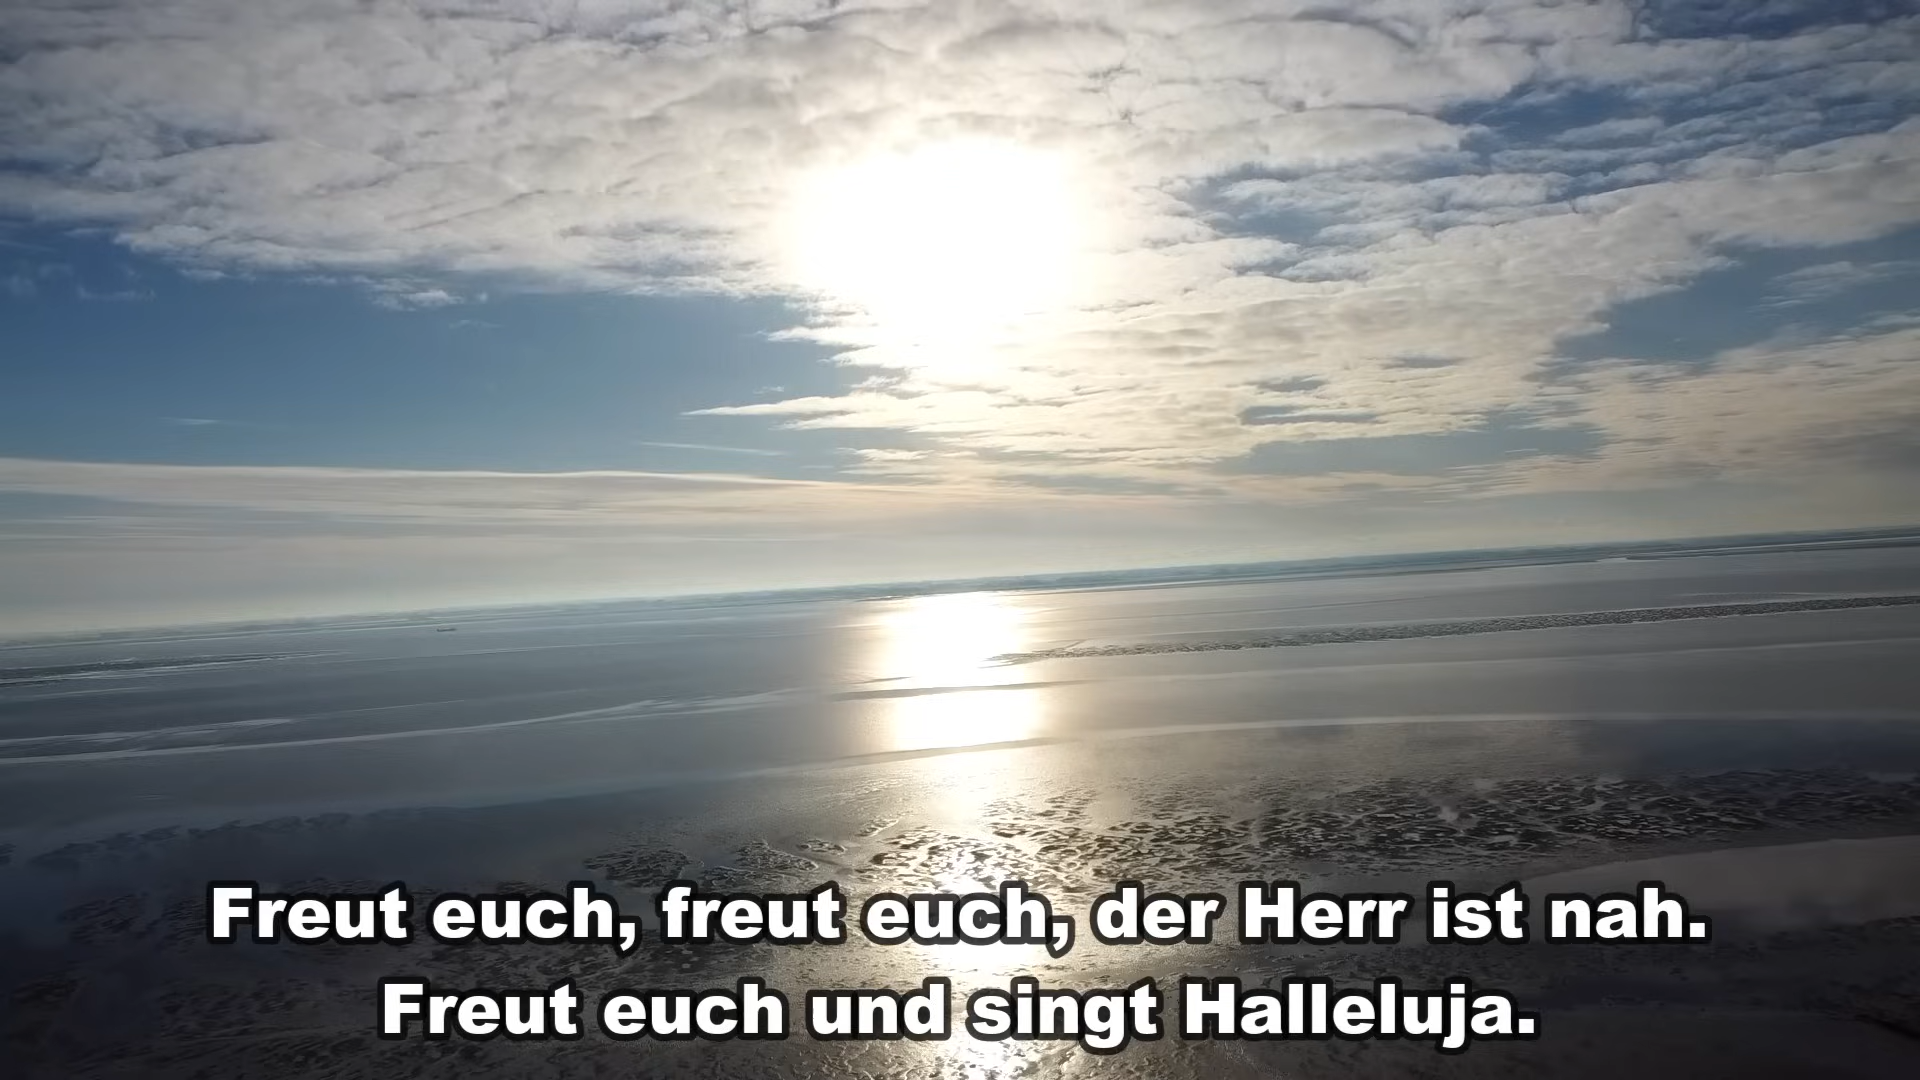 Freut euch, freut euch, der Herr ist nah.
Freut euch und singt Halleluja.